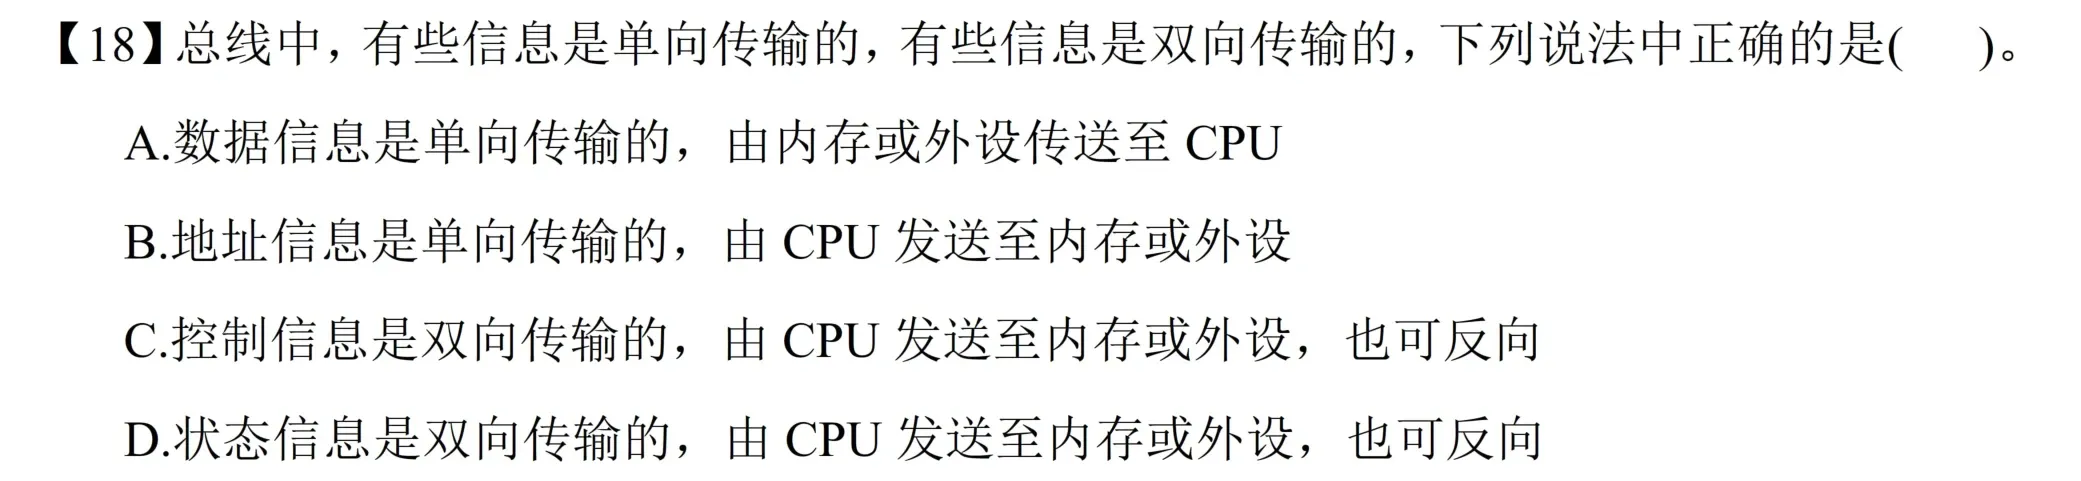 【18】总线中，有些信息是单向传输的，有些信息是双向传输的，下列说法中正确的是(    )。
A.数据信息是单向传输的，由内存或外设传送至 CPU
B.地址信息是单向传输的，由 CPU 发送至内存或外设
C.控制信息是双向传输的，由 CPU 发送至内存或外设，也可反向
D.状态信息是双向传输的，由 CPU 发送至内存或外设，也可反向